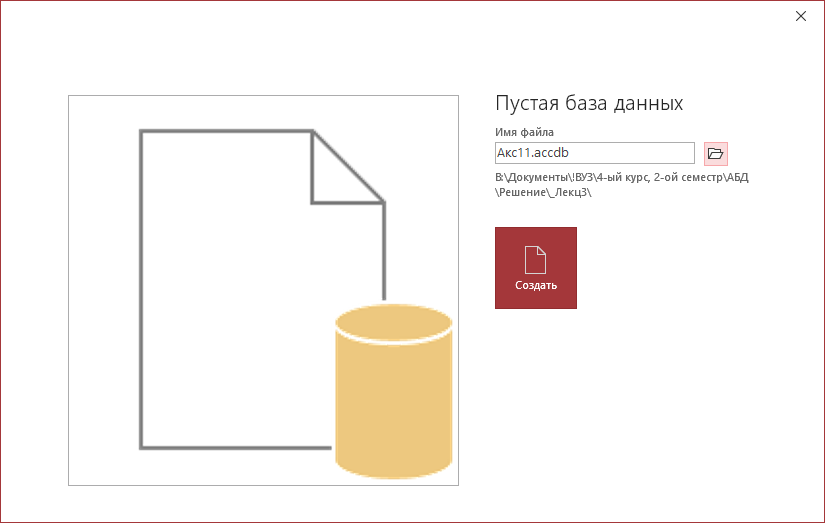 Пустая база данных
Имя файла
Акс11.accdb
B:\Документы\!ВУЗ\4-ый курс, 2-ой семестр\АБД
\Решение\_Лекц3\
Создать